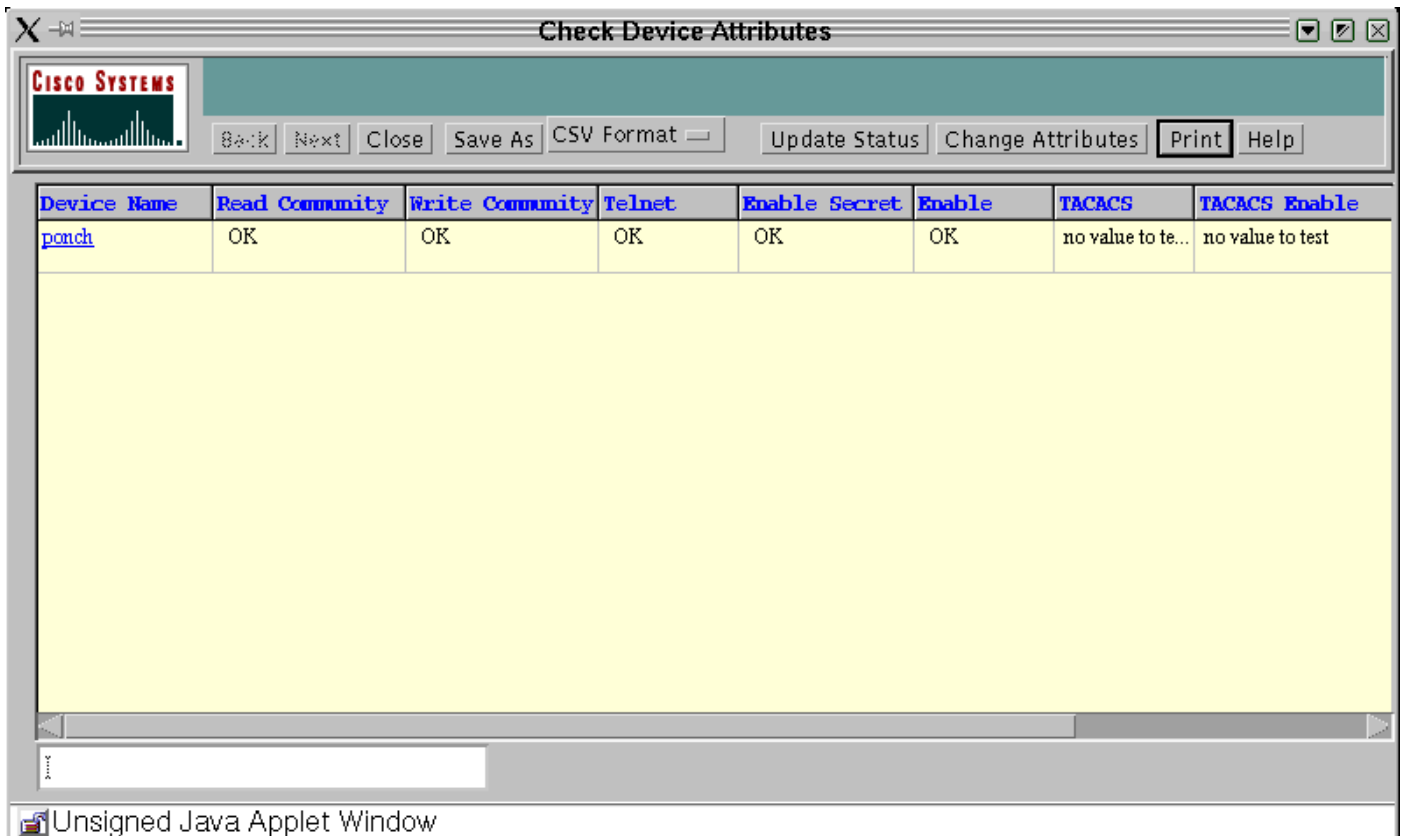 Check Device Attributes
CISCO SYSTEMS
Back Next Close Save As CSV Format Update Status Change Attributes Print Help
Device Name Read Community Write Community Telnet Enable Secret Enable TACACS TACACS Enable
ponch OK OK OK OK OK no value to te... no value to test
Unsigned Java Applet Window